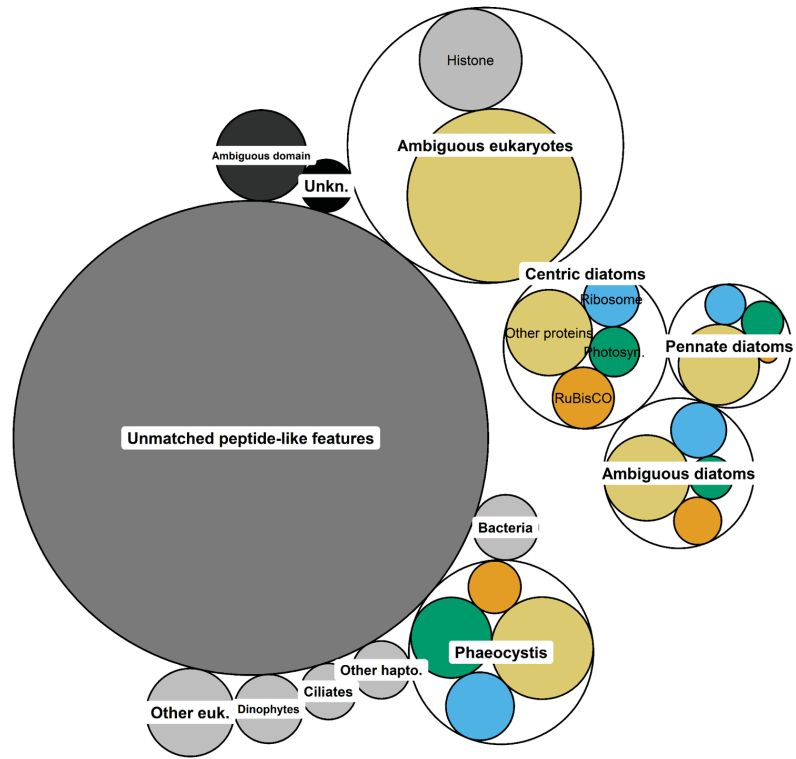 Histone
Ambiguous eukaryotes
Ambiguous domain
Unkn.
Centric diatoms
Ribosome
Other proteins
Photosyn.
RuBisCO
Pennate diatoms
Unmatched peptide-like features
Ambiguous diatoms
Bacteria
Phaeocystis
Other hapto.
Ciliates
Dinophytes
Other euk.